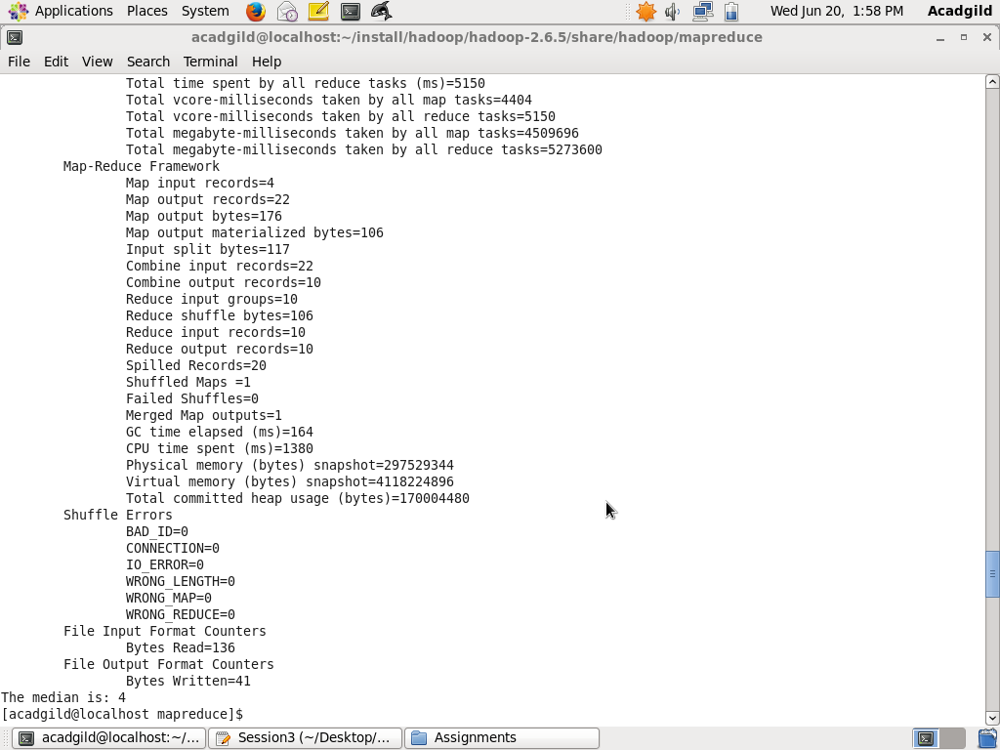 Applications Places System Wed Jun 20, 1:58 PM Acadgild
acadgild@localhost:~/install/hadoop/hadoop-2.6.5/share/hadoop/mapreduce
File Edit View Search Terminal Help
Total time spent by all reduce tasks (ms)=5150
Total vcore-milliseconds taken by all map tasks=4404
Total vcore-milliseconds taken by all reduce tasks=5150
Total megabyte-milliseconds taken by all map tasks=4509696
Total megabyte-milliseconds taken by all reduce tasks=5273600
Map-Reduce Framework
Map input records=4
Map output records=22
Map output bytes=176
Map output materialized bytes=106
Input split bytes=117
Combine input records=22
Combine output records=10
Reduce input groups=10
Reduce shuffle bytes=106
Reduce input records=10
Reduce output records=10
Spilled Records=20
Shuffled Maps =1
Failed Shuffles=0
Merged Map outputs=1
GC time elapsed (ms)=164
CPU time spent (ms)=1380
Physical memory (bytes) snapshot=297529344
Virtual memory (bytes) snapshot=4118224896
Total committed heap usage (bytes)=170004480
Shuffle Errors
BAD_ID=0
CONNECTION=0
IO_ERROR=0
WRONG_LENGTH=0
WRONG_MAP=0
WRONG_REDUCE=0
File Input Format Counters
Bytes Read=136
File Output Format Counters
Bytes Written=41
The median is: 4
[acadgild@localhost mapreduce]$
acadgild@localhost:~/... Session3 (~/Desktop/... Assignments